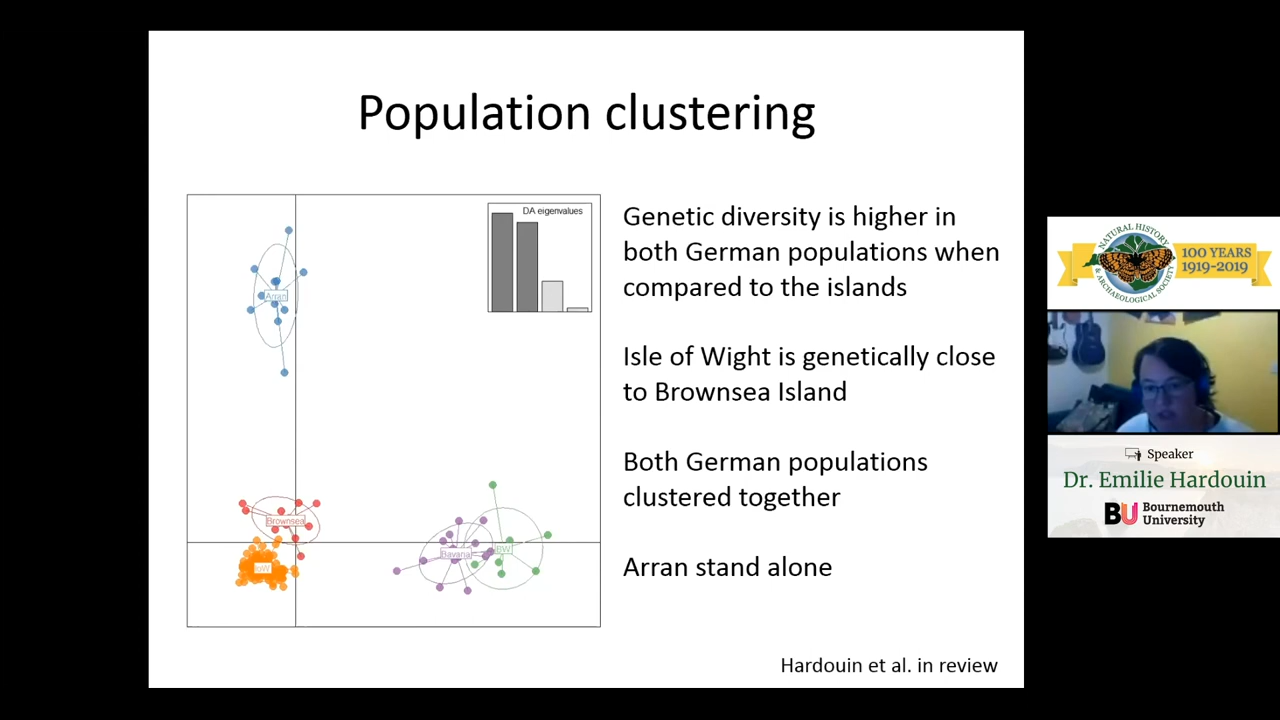 Population clustering
DA eigenvalues
Arran
Brownsea
IoW
Bavaria
BW
Genetic diversity is higher in
both German populations when
compared to the islands
Isle of Wight is genetically close
to Brownsea Island
Both German populations
clustered together
Arran stand alone
Hardouin et al. in review
NATURAL HISTORY
& ARCHAEOLOGICAL SOCIETY
100 YEARS
1919-2019
Speaker
Dr. Emilie Hardouin
BU Bournemouth
University